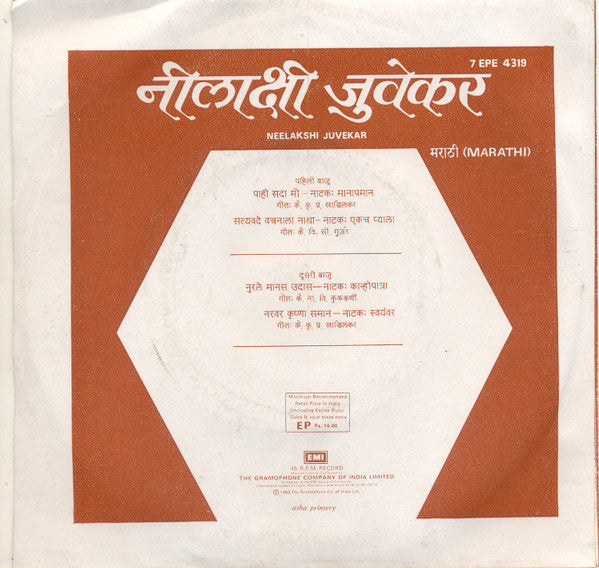 7 EPE 4319
नीलाक्षी जुवेकर
NEELAKSHI JUVEKAR
मराठी (MARATHI)
पहिली बाजु
पाही सदा मी – नाटक: मानापमान
गीत: कै. कृ. प्र. खाडिलकर
सत्यवदे वचनाला नाथा – नाटक: एकच प्याला
गीत: कै. वि. सी. गुर्जर
दुसरी बाजु
नुरले मानस उदास – नाटक: कान्होपात्रा
गीत: कै. ना. वि. कुलकर्णी
नरवर कृष्णा समान – नाटक: स्वयंवर
गीत: कै. कृ. प्र. खाडिलकर
Maximum Recommended
Retail Price in India
(Including Excise Duty)
Sales & local taxes extra
EP Rs.
EMI
45 R.P.M. RECORD
THE GRAMOPHONE COMPANY OF INDIA LIMITED
The Gramophone Co. of India Ltd.
asha printery